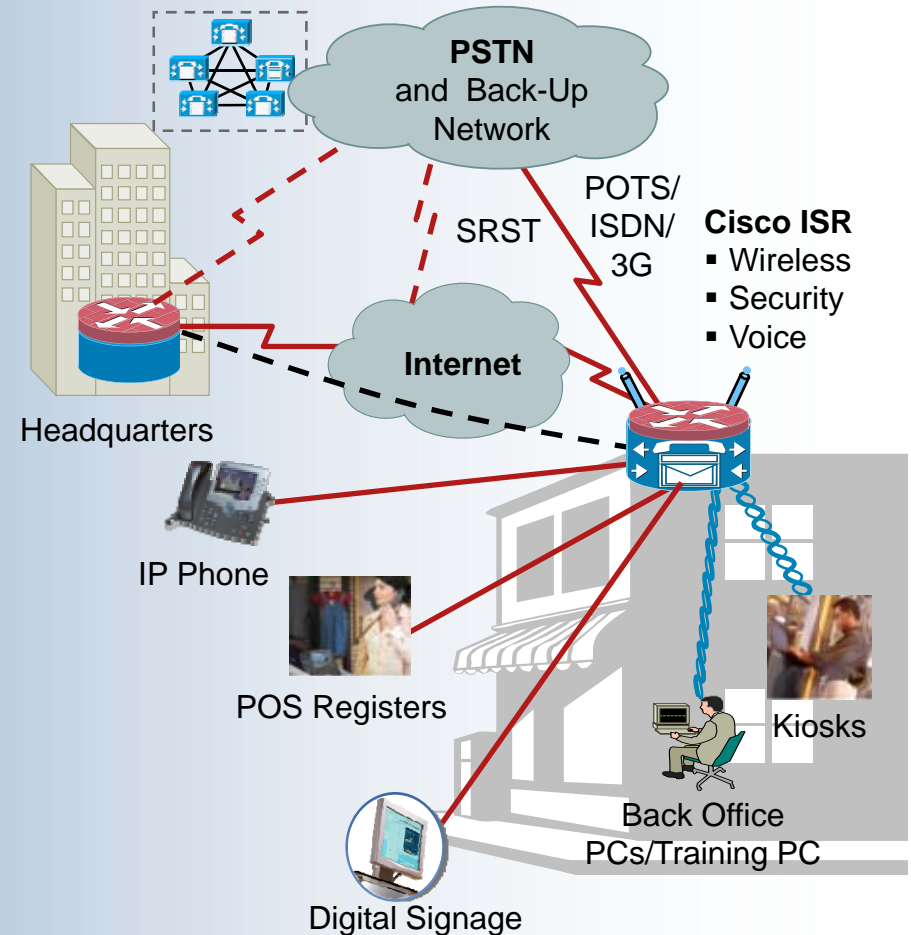 PSTN
and Back-Up
Network
POTS/
ISDN/
3G
SRST
Cisco ISR
▪ Wireless
▪ Security
▪ Voice
Internet
Headquarters
IP Phone
POS Registers
Kiosks
Back Office
PCs/Training PC
Digital Signage